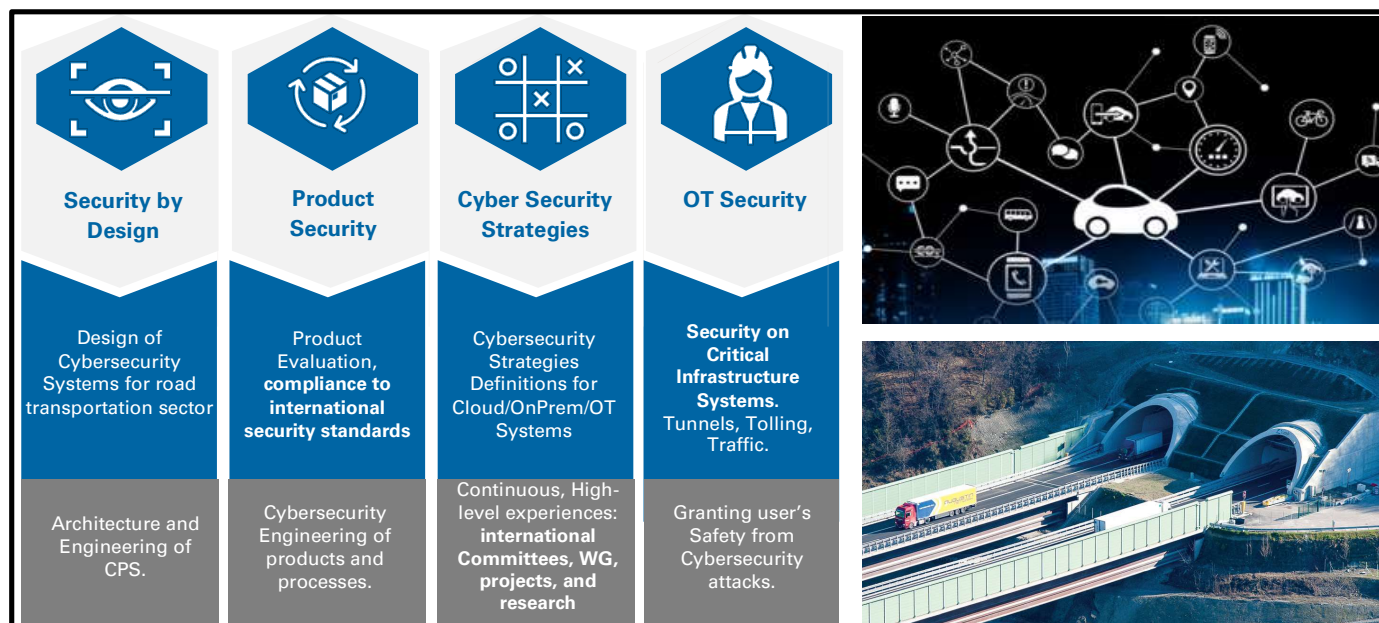 Security by
Design
Product
Security
Cyber Security
Strategies
OT Security
Design of
Cybersecurity
Systems for road
transportation sector
Product
Evaluation,
compliance to
international
security standards
Cybersecurity
Strategies
Definitions for
Cloud/OnPrem/OT
Systems
Security on
Critical
Infrastructure
Systems.
Tunnels, Tolling,
Traffic.
Architecture and
Engineering of
CPS.
Cybersecurity
Engineering of
products and
processes.
Continuous, High-
level experiences:
international
Committees, WG,
projects, and
research
Granting user's
Safety from
Cybersecurity
attacks.